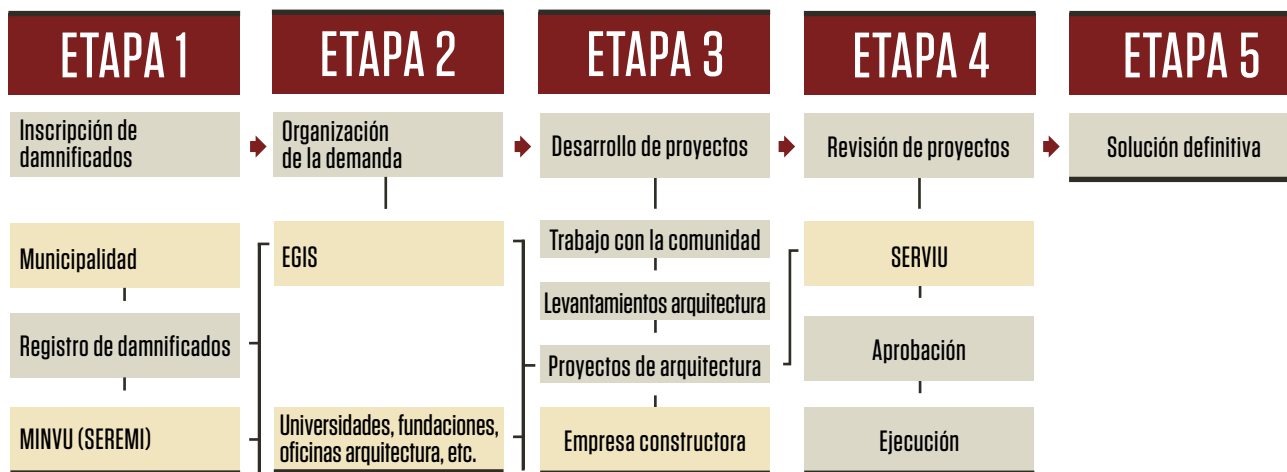 ETAPA 1
Inscripción de
damnificados
Municipalidad
Registro de damnificados
MINVU (SEREMI)
ETAPA 2
Organización
de la demanda
EGIS
Universidades, fundaciones,
oficinas arquitectura, etc.
ETAPA 3
Desarrollo de proyectos
Trabajo con la comunidad
Levantamientos arquitectura
Proyectos de arquitectura
Empresa constructora
ETAPA 4
Revisión de proyectos
SERVIU
Aprobación
Ejecución
ETAPA 5
Solución definitiva